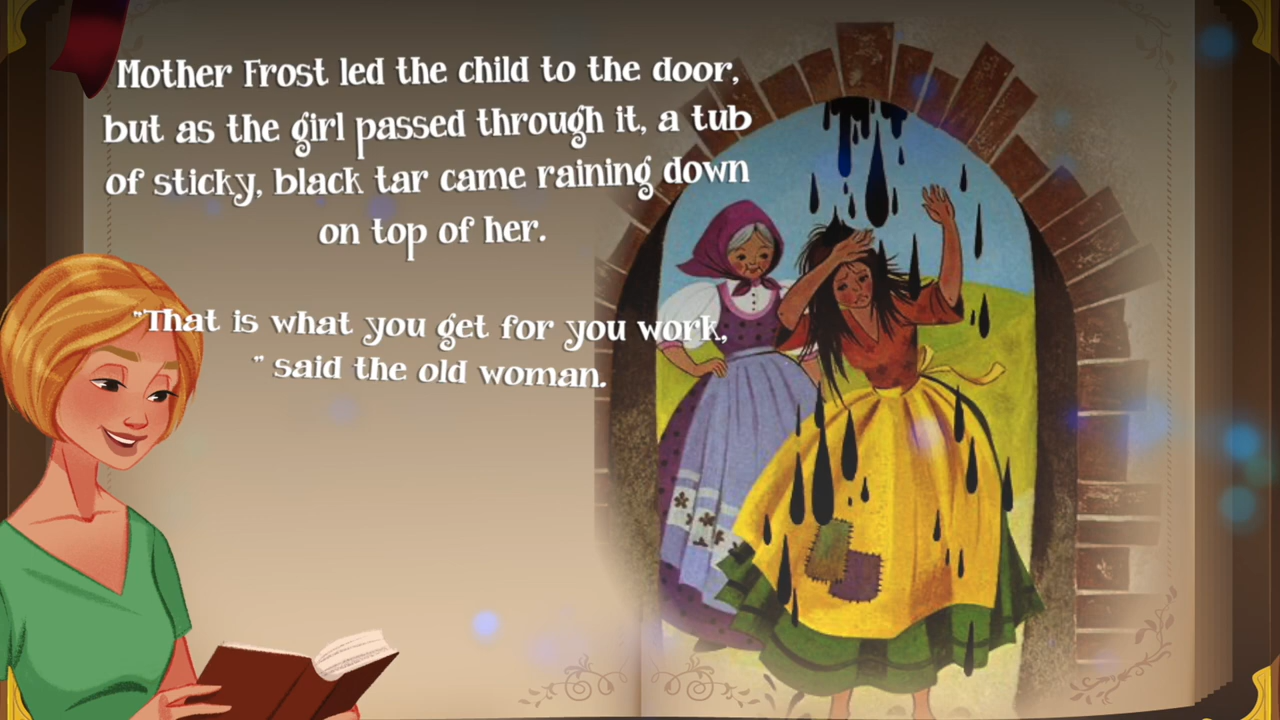 Mother Frost led the child to the door,
but as the girl passed through it, a tub
of sticky, black tar came raining down
on top of her.
"That is what you get for you work,
" said the old woman.